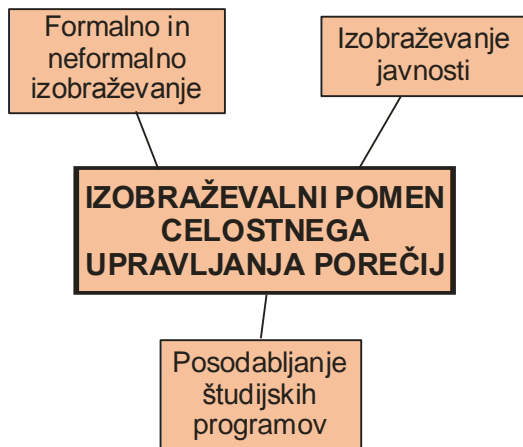 Formalno in
neformalno
izobraževanje
Izobraževanje
javnosti
IZOBRAŽEVALNI POMEN
CELOSTNEGA
UPRAVLJANJA POREČIJ
Posodabljanje
študijskih
programov